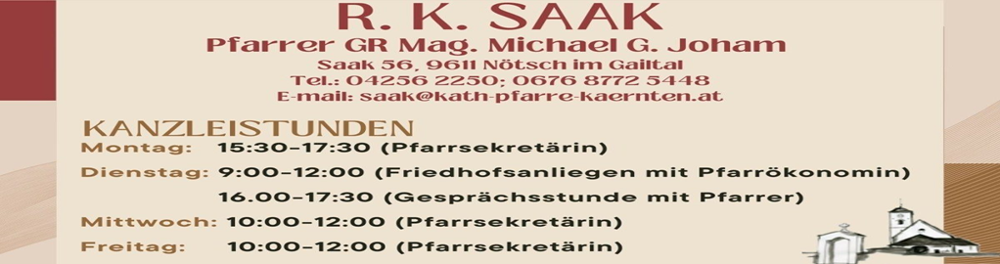 R. K. SAAK
Pfarrer GR Mag. Michael G. Joham
Saak 56, 9611 Nötsch im Gailtal
Tel.: 04256 2250; 0676 8772 5448
E-mail: saak@kath-pfarre-kaernten.at
KANZLEISTUNDEN
Montag: 15:30-17:30 (Pfarrsekretärin)
Dienstag: 9:00-12:00 (Friedhofsanliegen mit Pfarrökonomin)
16.00-17:30 (Gesprächsstunde mit Pfarrer)
Mittwoch: 10:00-12:00 (Pfarrsekretärin)
Freitag: 10:00-12:00 (Pfarrsekretärin)